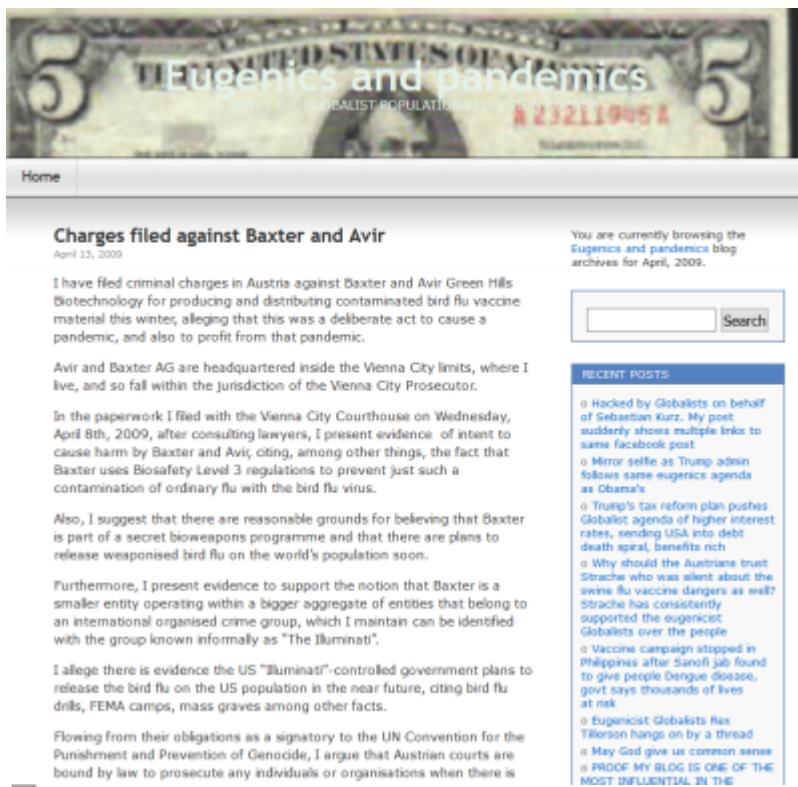 Eugenics and pandemics
GLOBALIST POPULATION
A 23211946 A
5
5
Home
Charges filed against Baxter and Avir
April 13, 2009
I have filed criminal charges in Austria against Baxter and Avir Green Hills
Biotechnology for producing and distributing contaminated bird flu vaccine
material this winter, alleging that this was a deliberate act to cause a
pandemic, and also to profit from that pandemic.
Avir and Baxter AG are headquartered inside the Vienna City limits, where I
live, and so fall within the jurisdiction of the Vienna City Prosecutor.
In the paperwork I filed with the Vienna City Courthouse on Wednesday,
April 8th, 2009, after consulting lawyers, I present evidence of intent to
cause harm by Baxter and Avir, citing, among other things, the fact that
Baxter uses Biosafety Level 3 regulations to prevent just such a
contamination of ordinary flu with the bird flu virus.
Also, I suggest that there are reasonable grounds for believing that Baxter
is part of a secret bioweapons programme and that there are plans to
release weaponised bird flu on the world's population soon.
Furthermore, I present evidence to support the notion that Baxter is a
smaller entity operating within a bigger aggregate of entities that belong to
an international organised crime group, which I maintain can be identified
with the group known informally as "The Illuminati".
I allege there is evidence the US "Illuminati"-controlled government plans to
release the bird flu on the US population in the near future, citing bird flu
drills, FEMA camps, mass graves among other facts.
Flowing from their obligations as a signatory to the UN Convention for the
Punishment and Prevention of Genocide, I argue that Austrian courts are
bound by law to prosecute any individuals or organisations when there is
You are currently browsing the
Eugenics and pandemics blog
archives for April, 2009.
Search
RECENT POSTS
o Hacked by Globalists on behalf
of Sebastian Kurz. My post
suddenly shows multiple links to
same facebook post
o Mirror selfie as Trump admin
follows same eugenics agenda
as Obama's
o Trump's tax reform plan pushes
Globalist agenda of higher interest
rates, sending USA into debt
death spiral, benefits rich
o Why should the Austrians trust
Strache who was silent about the
swine flu vaccine dangers as well?
Strache has consistently
supported the eugenicist
Globalists over the people
o Vaccine campaign stopped in
Philippines after Sanofi jab found
to give people Dengue disease,
govt says thousands of lives
at risk
o Eugenicist Globalists Rex
Tillerson hangs on by a thread
o May God give us common sense
o PROOF MY BLOG IS ONE OF THE
MOST INFLUENTIAL IN THE